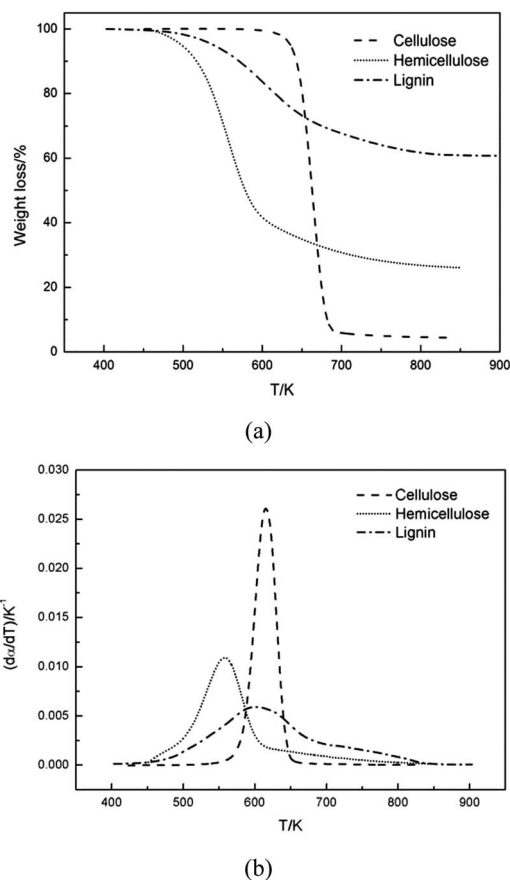 100
80
60
40
20
0
Weight loss/%
Cellulose
Hemicellulose
Lignin
400 500 600 700 800 900
T/K
(a)
0.030
0.025
0.020
0.015
0.010
0.005
0.000
(dα/dT)/K⁻¹
Cellulose
Hemicellulose
Lignin
400 500 600 700 800 900
T/K
(b)